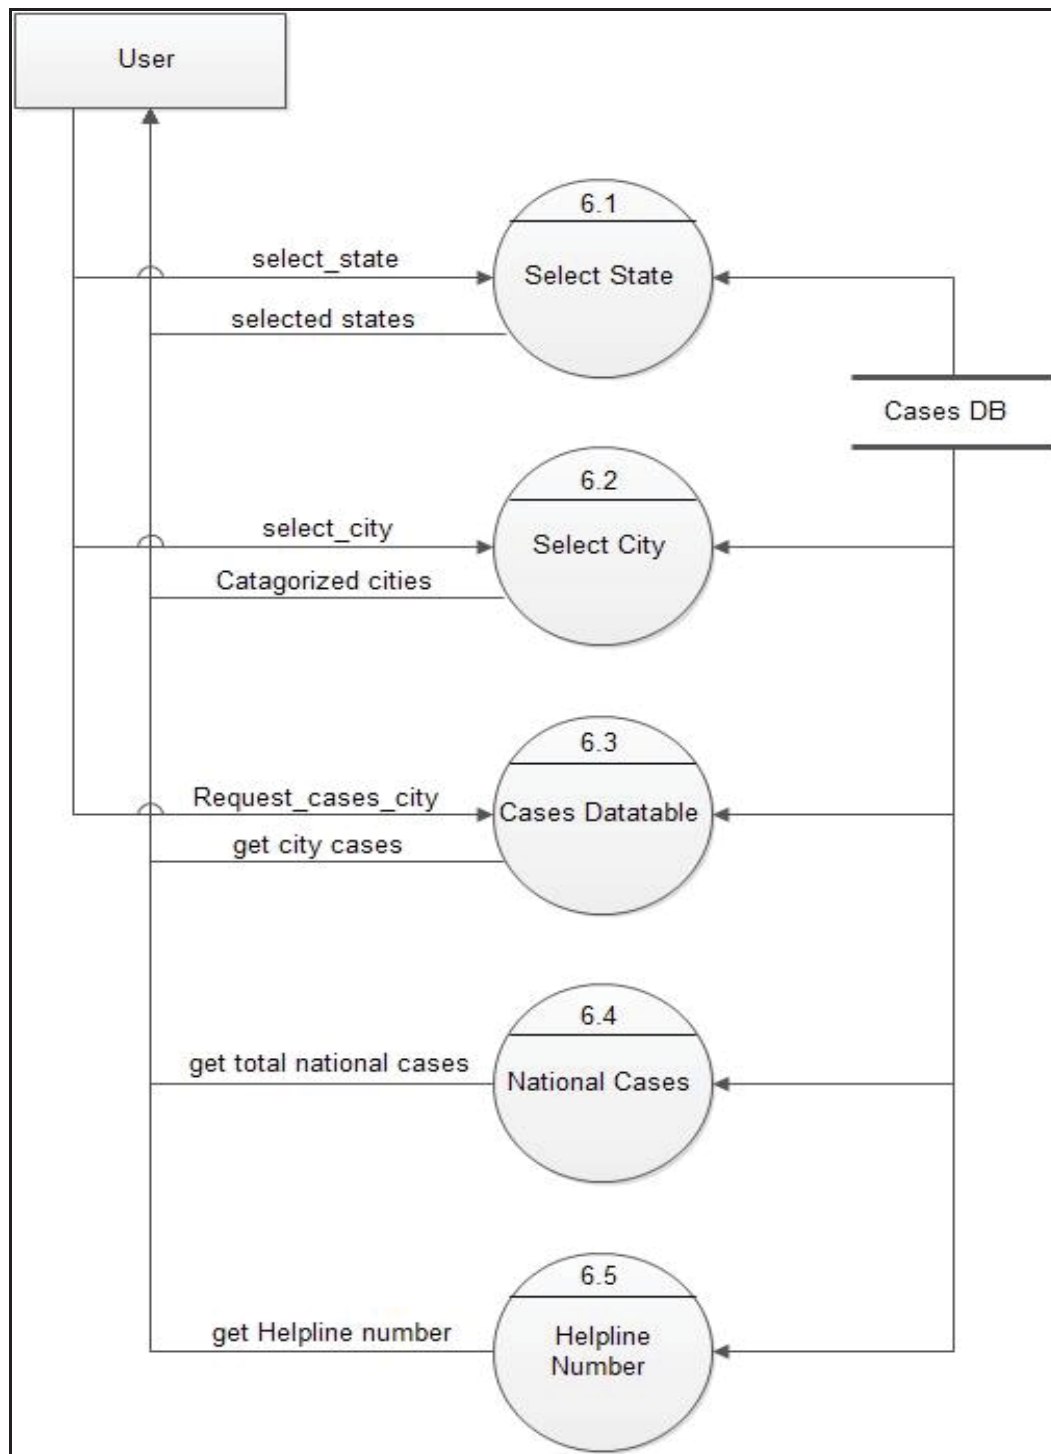 User
6.1
select_state
Select State
selected states
Cases DB
6.2
select_city
Select City
Catagorized cities
6.3
Request_cases_city
Cases Datatable
get city cases
6.4
get total national cases
National Cases
6.5
get Helpline number
Helpline
Number